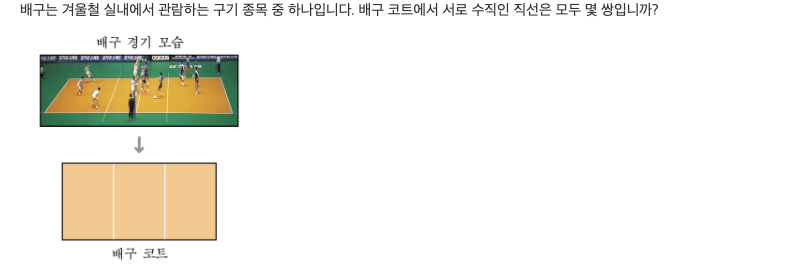 배구는 겨울철 실내에서 관람하는 구기 종목 중 하나입니다. 배구 코트에서 서로 수직인 직선은 모두 몇 쌍입니까?
배구 경기 모습
배구 코트